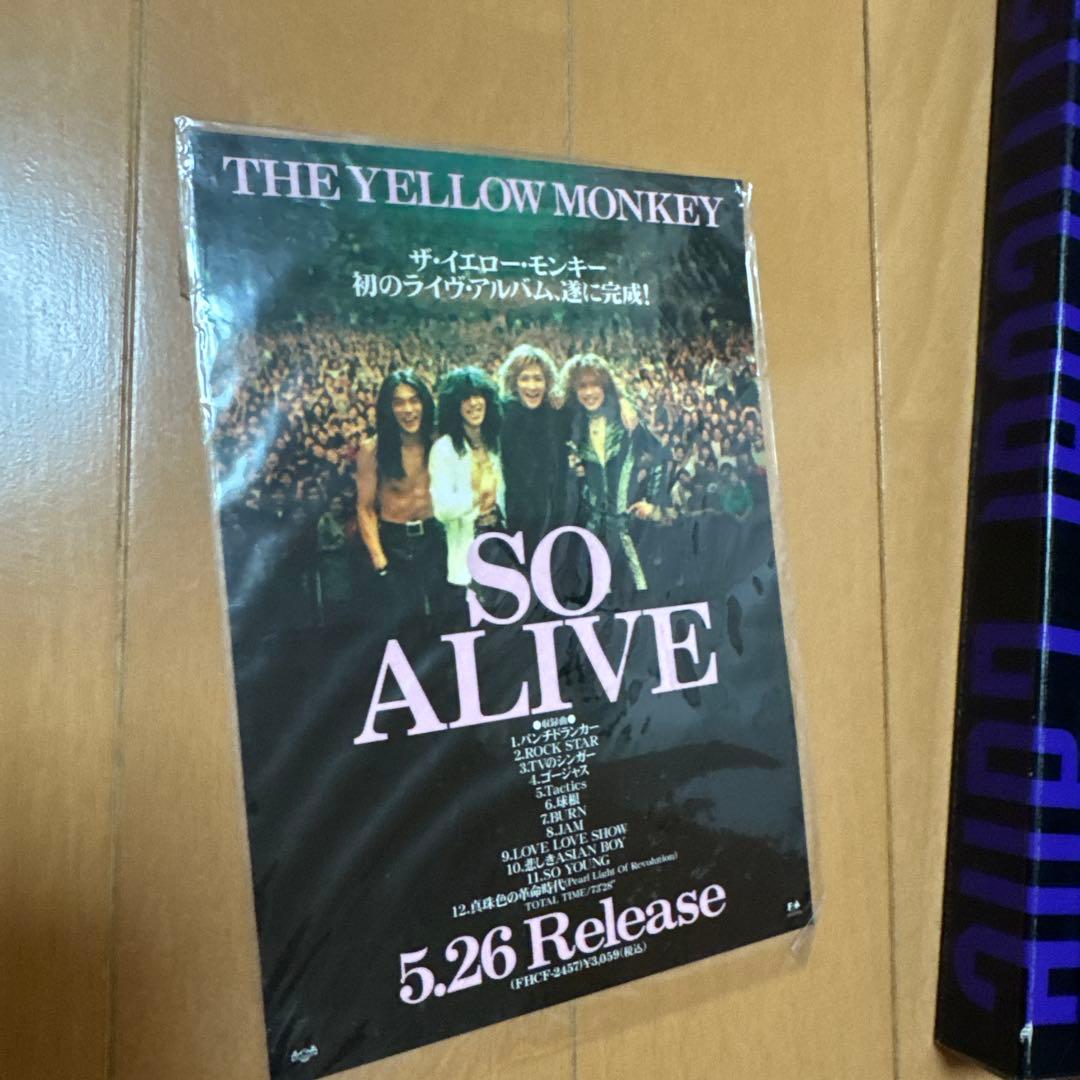 THE YELLOW MONKEY
ザ・イエロー・モンキー
初のライヴ・アルバム、遂に完成!
SO
ALIVE
●収録曲●
1.パンチドランカー
2.ROCK STAR
3.TVのシンガー
4.ゴージャス
5.Tactics
6.球根
7.BURN
8.JAM
9.LOVE LOVE SHOW
10.悲しきASIAN BOY
11.SO YOUNG
12.真珠色の革命時代(Pearl Light Of Revolution)
TOTAL TIME/73'28"
5.26 Release
(FHCF-2457)¥3,059(税込)